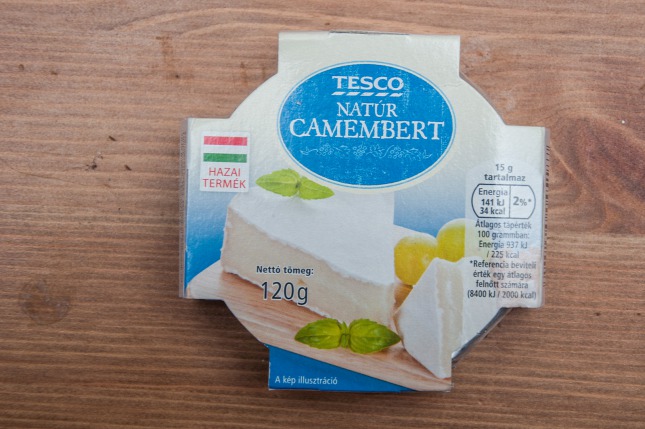 TESCO
NATÚR
CAMEMBERT
HAZAI
TERMÉK
15 g
tartalmaz
Energia
141 kJ
34 kcal
2%*
Átlagos tápérték
100 grammban:
Energia 937 kJ
/ 225 kcal
*Referencia beviteli
érték egy átlagos
felnőtt számára
(8400 kJ / 2000 kcal)
Nettó tömeg:
120g
A kép illusztráció